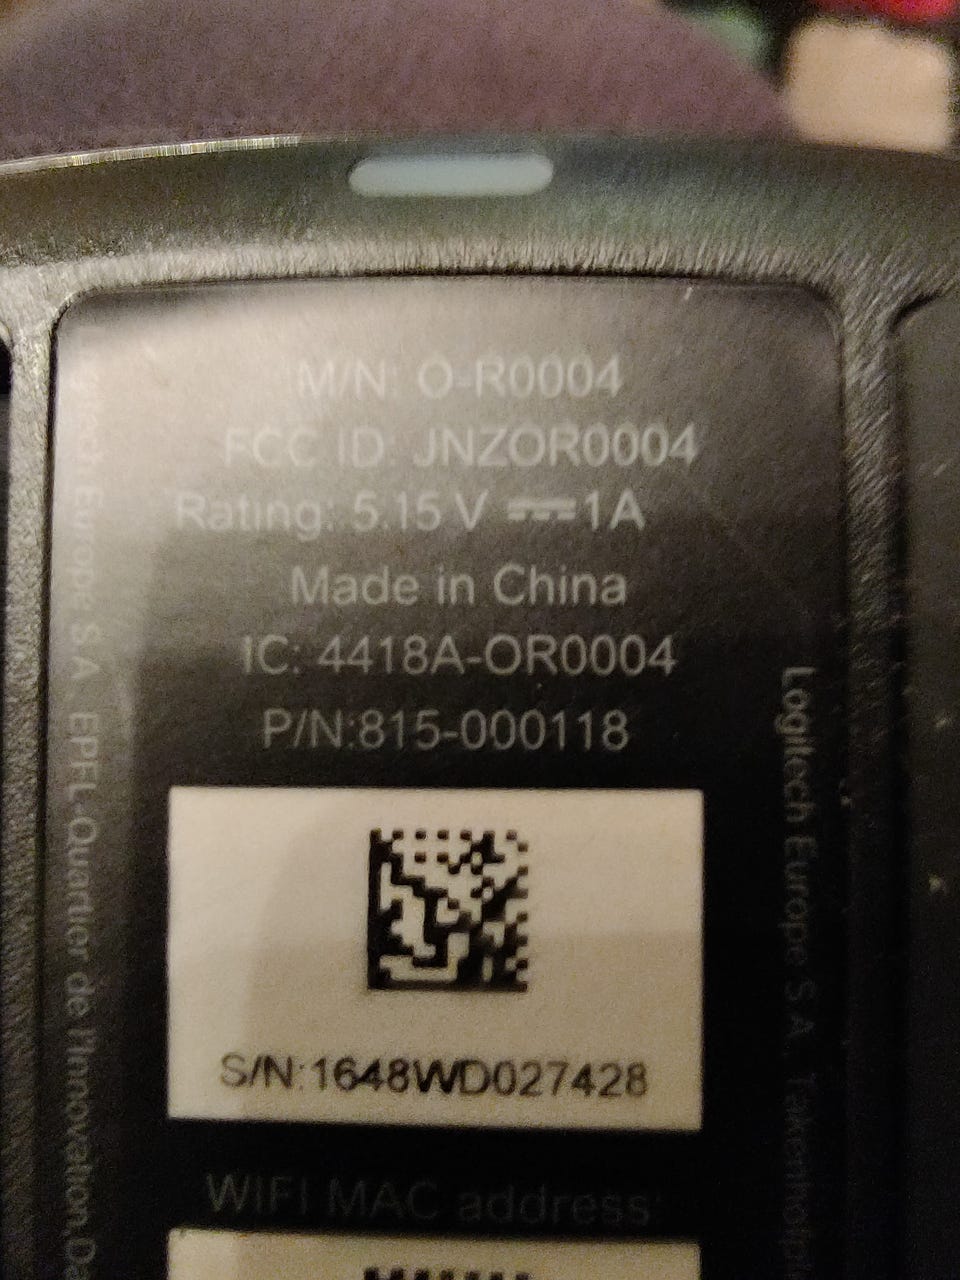 M/N: O-R0004
FCC ID: JNZOR0004
Rating: 5.15 V ⎓ 1A
Made in China
IC: 4418A-OR0004
P/N:815-000118
S/N:1648WD027428
WIFI MAC address:
Europe S.A. EPFL-Quartier de l'Innovation.Da
Logitech Europe S.A.